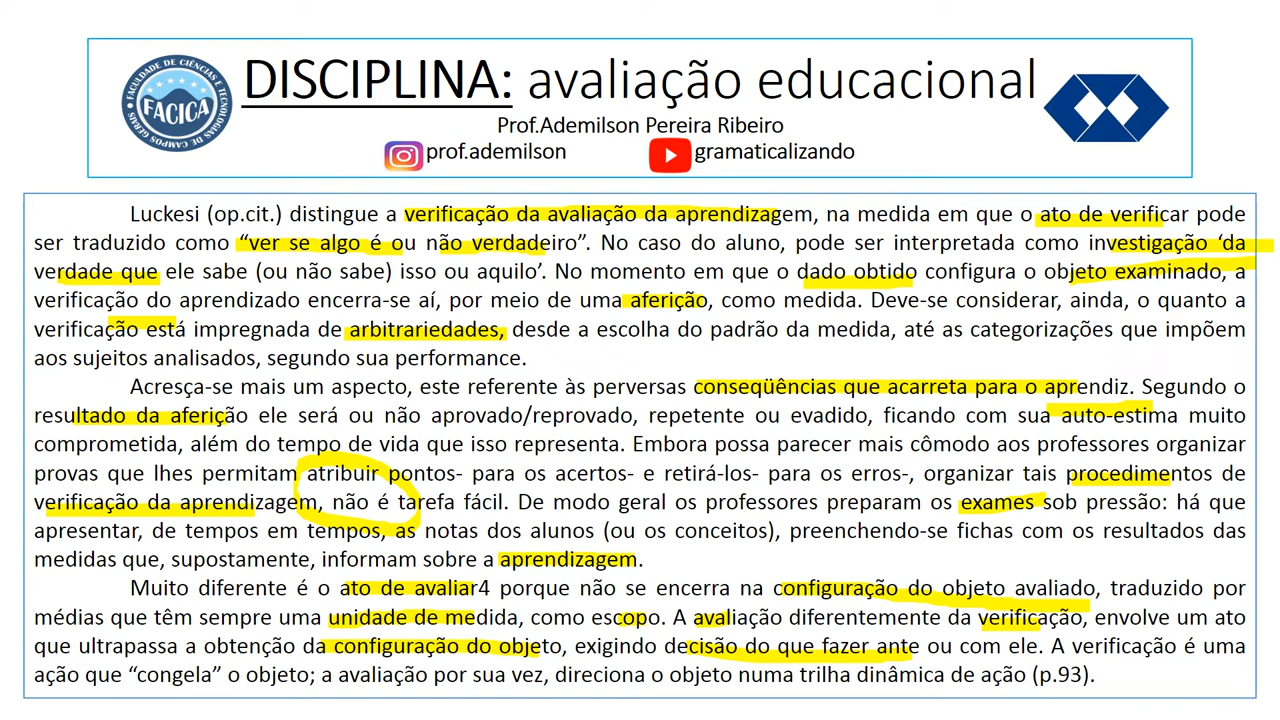 DISCIPLINA: avaliação educacional
FACULDADE DE CIÊNCIAS E TECNOLOGIAS DE CAMPOS GERAIS
FACICA
Prof.Ademilson Pereira Ribeiro
prof.ademilson gramaticalizando
Luckesi (op.cit.) distingue a verificação da avaliação da aprendizagem, na medida em que o ato de verificar pode
ser traduzido como “ver se algo é ou não verdadeiro”. No caso do aluno, pode ser interpretada como investigação ‘da
verdade que ele sabe (ou não sabe) isso ou aquilo’. No momento em que o dado obtido configura o objeto examinado, a
verificação do aprendizado encerra-se aí, por meio de uma aferição, como medida. Deve-se considerar, ainda, o quanto a
verificação está impregnada de arbitrariedades, desde a escolha do padrão da medida, até as categorizações que impõem
aos sujeitos analisados, segundo sua performance.
Acresça-se mais um aspecto, este referente às perversas conseqüências que acarreta para o aprendiz. Segundo o
resultado da aferição ele será ou não aprovado/reprovado, repetente ou evadido, ficando com sua auto-estima muito
comprometida, além do tempo de vida que isso representa. Embora possa parecer mais cômodo aos professores organizar
provas que lhes permitam atribuir pontos- para os acertos- e retirá-los- para os erros-, organizar tais procedimentos de
verificação da aprendizagem, não é tarefa fácil. De modo geral os professores preparam os exames sob pressão: há que
apresentar, de tempos em tempos, as notas dos alunos (ou os conceitos), preenchendo-se fichas com os resultados das
medidas que, supostamente, informam sobre a aprendizagem.
Muito diferente é o ato de avaliar4 porque não se encerra na configuração do objeto avaliado, traduzido por
médias que têm sempre uma unidade de medida, como escopo. A avaliação diferentemente da verificação, envolve um ato
que ultrapassa a obtenção da configuração do objeto, exigindo decisão do que fazer ante ou com ele. A verificação é uma
ação que “congela” o objeto; a avaliação por sua vez, direciona o objeto numa trilha dinâmica de ação (p.93).